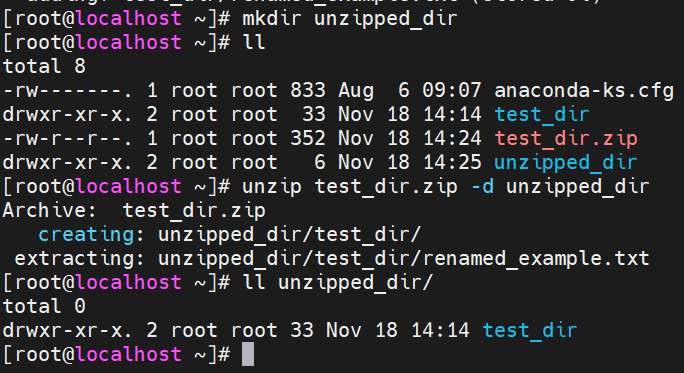 [root@localhost ~]# mkdir unzipped_dir
[root@localhost ~]# ll
total 8
-rw-------. 1 root root 833 Aug  6 09:07 anaconda-ks.cfg
drwxr-xr-x. 2 root root  33 Nov 18 14:14 test_dir
-rw-r--r--. 1 root root 352 Nov 18 14:24 test_dir.zip
drwxr-xr-x. 2 root root   6 Nov 18 14:25 unzipped_dir
[root@localhost ~]# unzip test_dir.zip -d unzipped_dir
Archive:  test_dir.zip
   creating: unzipped_dir/test_dir/
 extracting: unzipped_dir/test_dir/renamed_example.txt
[root@localhost ~]# ll unzipped_dir/
total 0
drwxr-xr-x. 2 root root 33 Nov 18 14:14 test_dir
[root@localhost ~]#